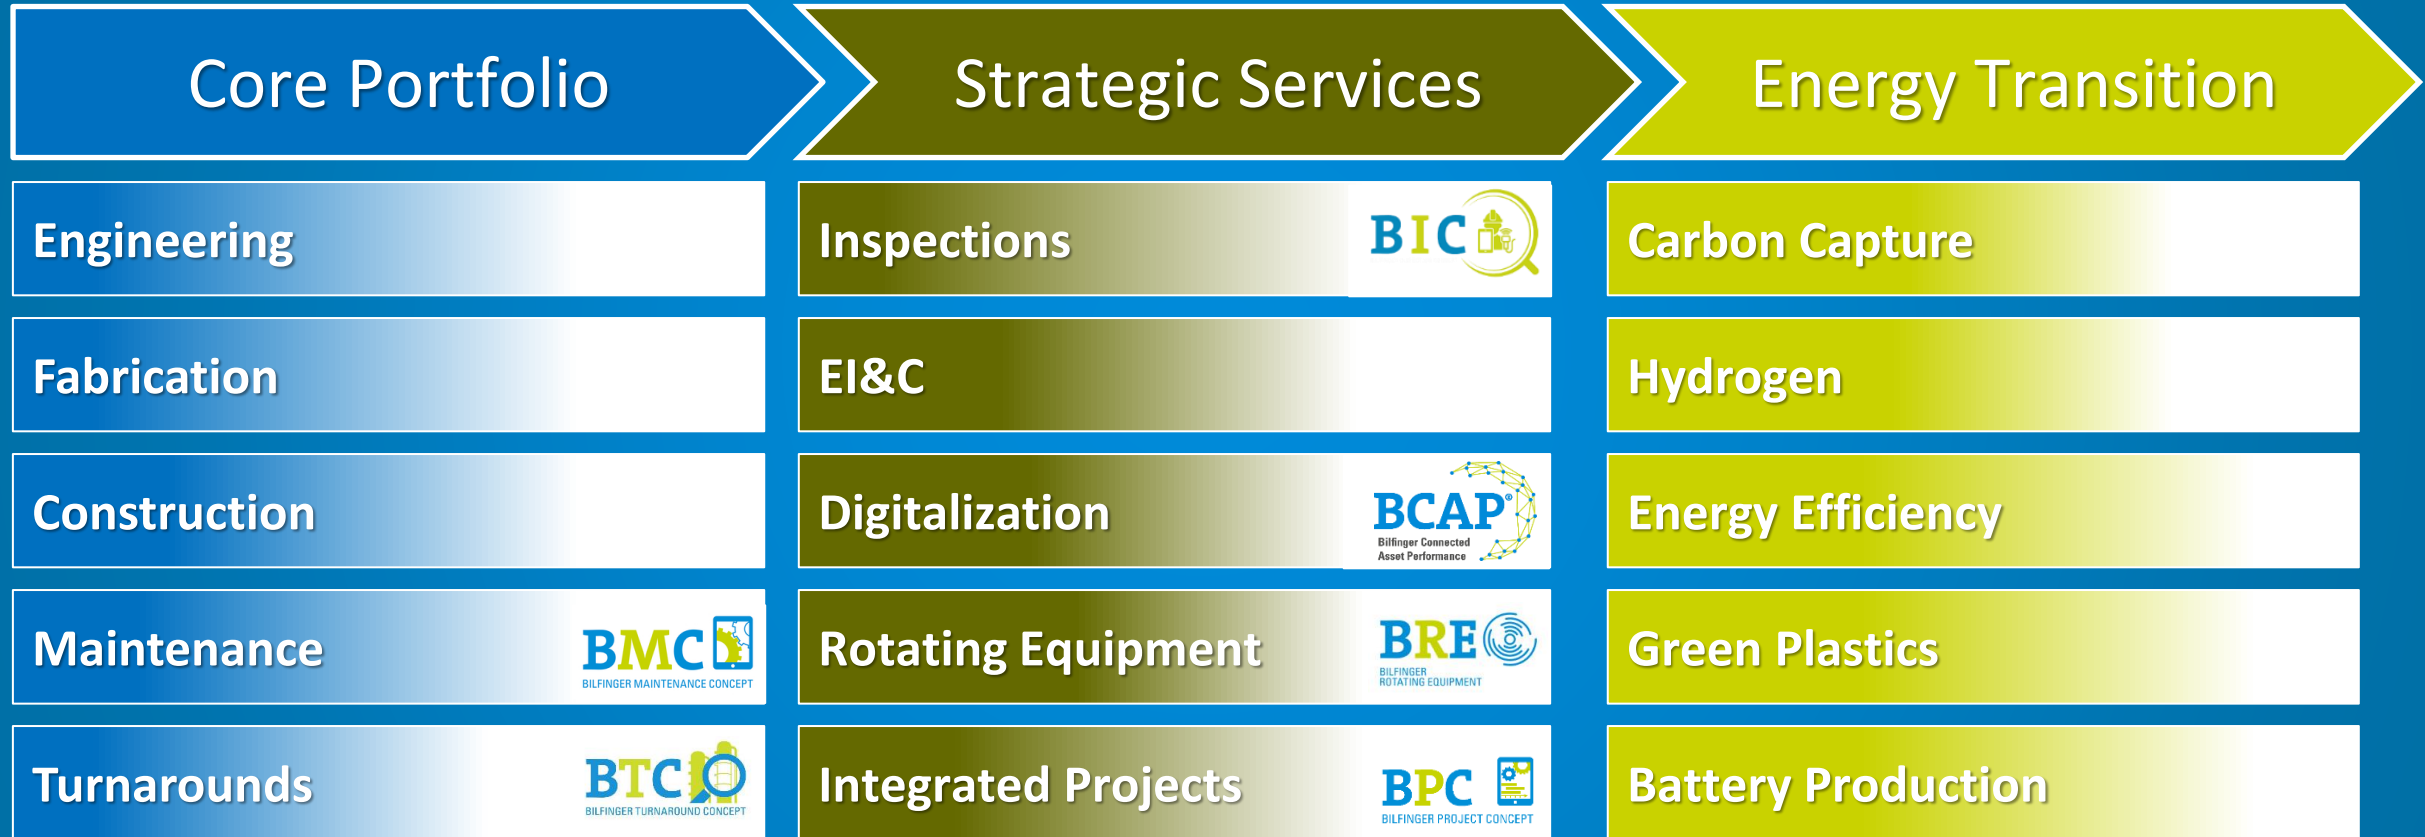 Core Portfolio
Strategic Services
Energy Transition
Engineering
Inspections
BIC
Carbon Capture
Fabrication
EI&C
Hydrogen
Construction
Digitalization
BCAP®
Bilfinger Connected
Asset Performance
Energy Efficiency
Maintenance
BMC
BILFINGER MAINTENANCE CONCEPT
Rotating Equipment
BRE
BILFINGER
ROTATING EQUIPMENT
Green Plastics
Turnarounds
BTC
BILFINGER TURNAROUND CONCEPT
Integrated Projects
BPC
BILFINGER PROJECT CONCEPT
Battery Production